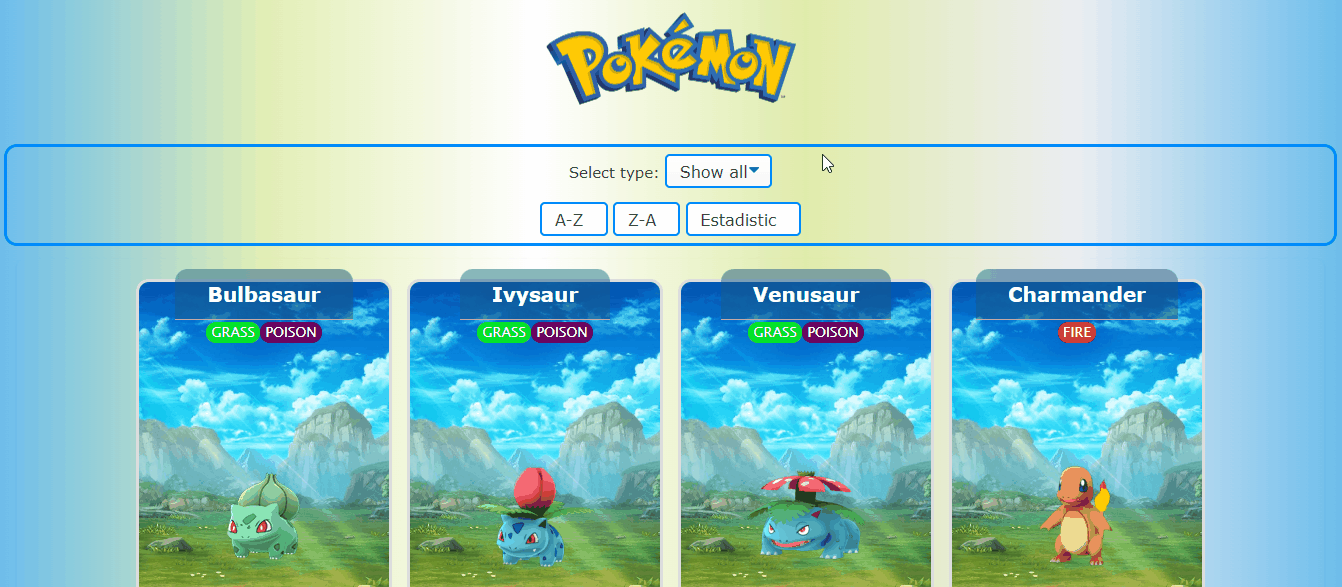 POKéMON
Select type: Show all
A-Z Z-A Estadistic
Bulbasaur Ivysaur Venusaur Charmander
GRASS POISON GRASS POISON GRASS POISON FIRE